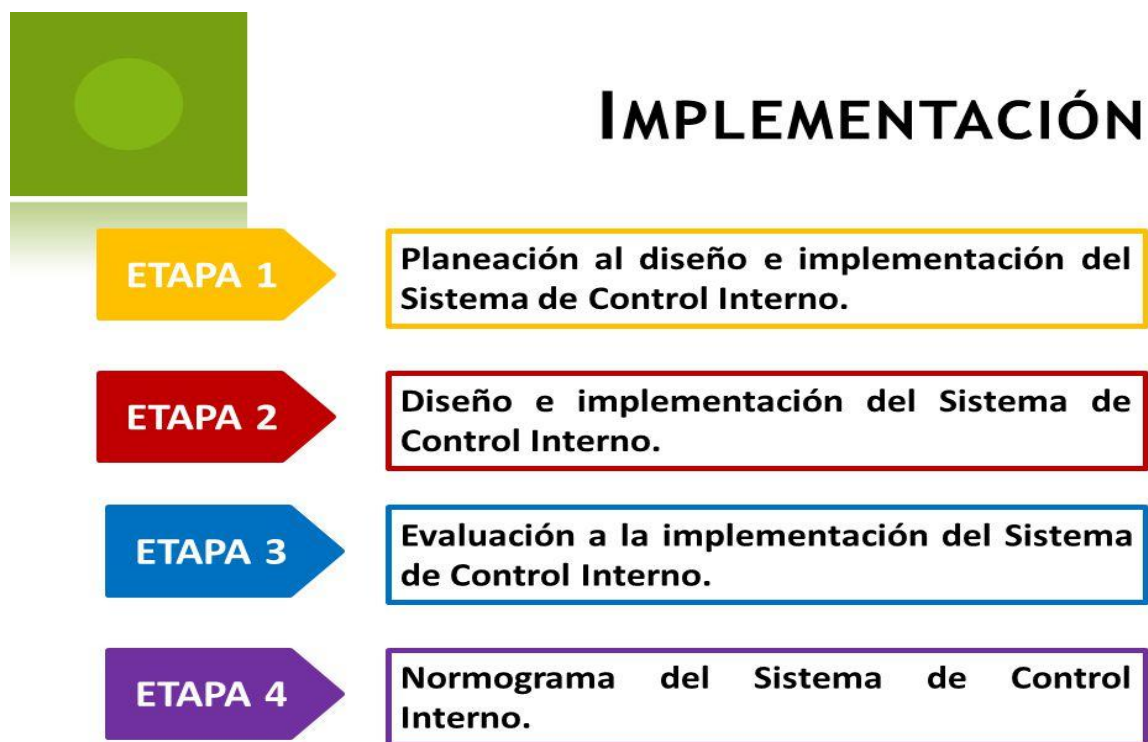 IMPLEMENTACIÓN
ETAPA 1
Planeación al diseño e implementación del
Sistema de Control Interno.
ETAPA 2
Diseño e implementación del Sistema de
Control Interno.
ETAPA 3
Evaluación a la implementación del Sistema
de Control Interno.
ETAPA 4
Normograma del Sistema de Control
Interno.